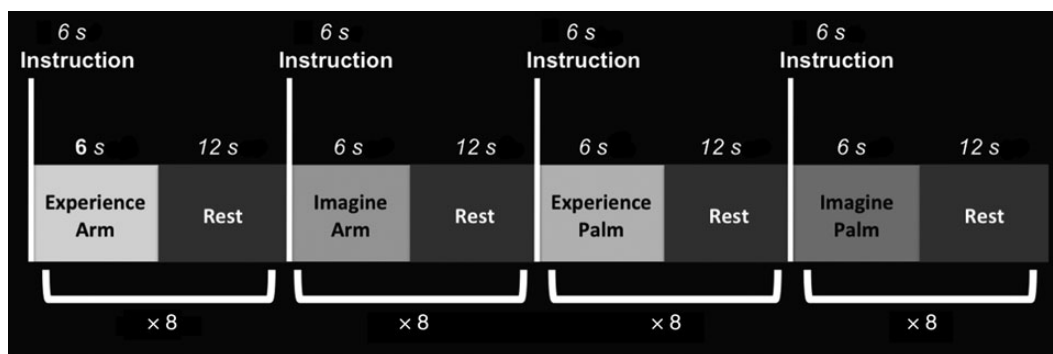 6 s 6 s 6 s 6 s
Instruction Instruction Instruction Instruction
6 s 12 s 6 s 12 s 6 s 12 s 6 s 12 s
Experience Imagine Experience Imagine
Arm Rest Arm Rest Palm Rest Palm Rest
× 8 × 8 × 8 × 8